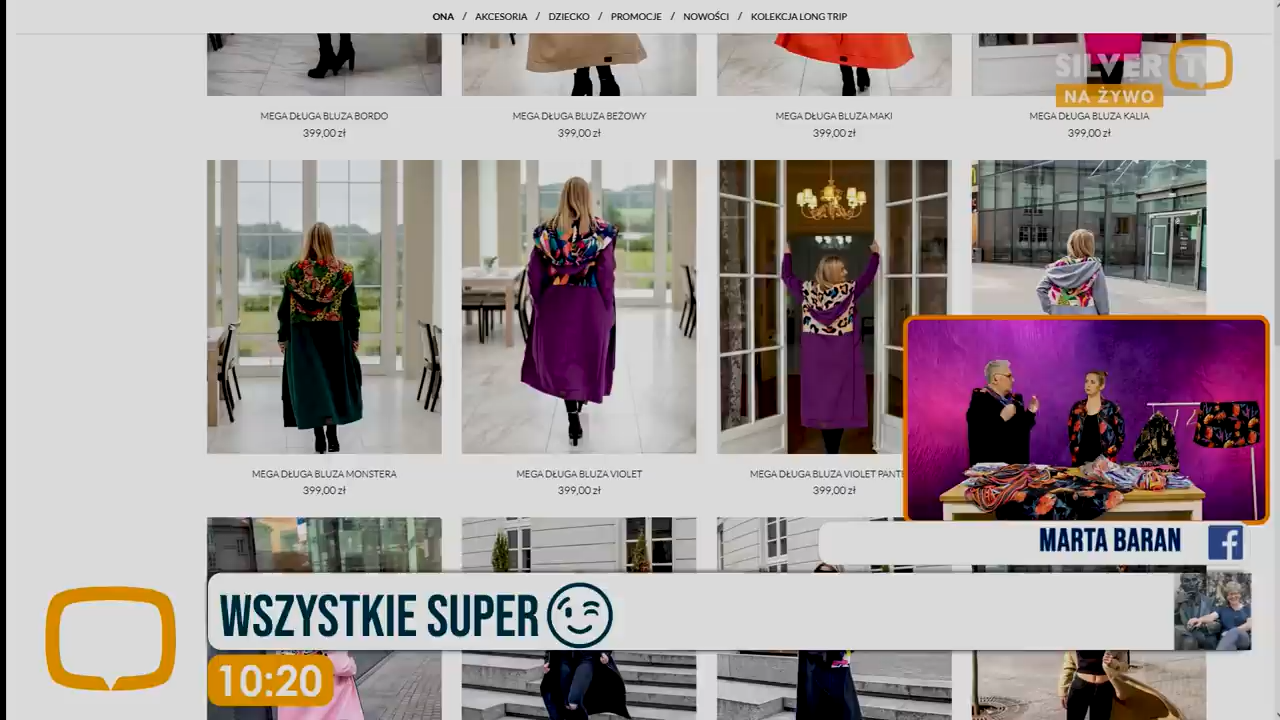 ONA / AKCESORIA / DZIECKO / PROMOCJE / NOWOŚCI / KOLEKCJA LONG TRIP
SILVER TV
NA ŻYWO
MEGA DŁUGA BLUZA BORDO
399,00 zł
MEGA DŁUGA BLUZA BEŻOWY
399,00 zł
MEGA DŁUGA BLUZA MAKI
399,00 zł
MEGA DŁUGA BLUZA KALIA
399,00 zł
MEGA DŁUGA BLUZA MONSTERA
399,00 zł
MEGA DŁUGA BLUZA VIOLET
399,00 zł
MEGA DŁUGA BLUZA VIOLET PANTE
399,00 zł
MARTA BARAN
WSZYSTKIE SUPER 😉
10:20